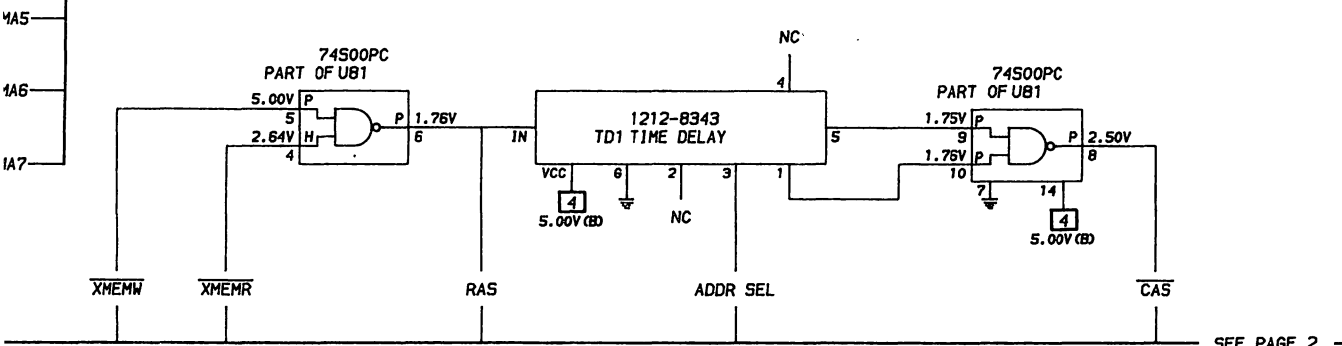 MA5
NC
74S00PC
PART OF U81
74S00PC
PART OF U81
MA6
5.00V P
5
P 1.76V
6
2.64V H
4
4
1212-8343
TD1 TIME DELAY
IN
5
1.75V P
9
1.76V P
10
P 2.50V
8
MA7
VCC 6 2 3 1
7 14
4
5.00V (B)
NC
4
5.00V (B)
XMEMW XMEMR RAS ADDR SEL CAS
SEE PAGE 2